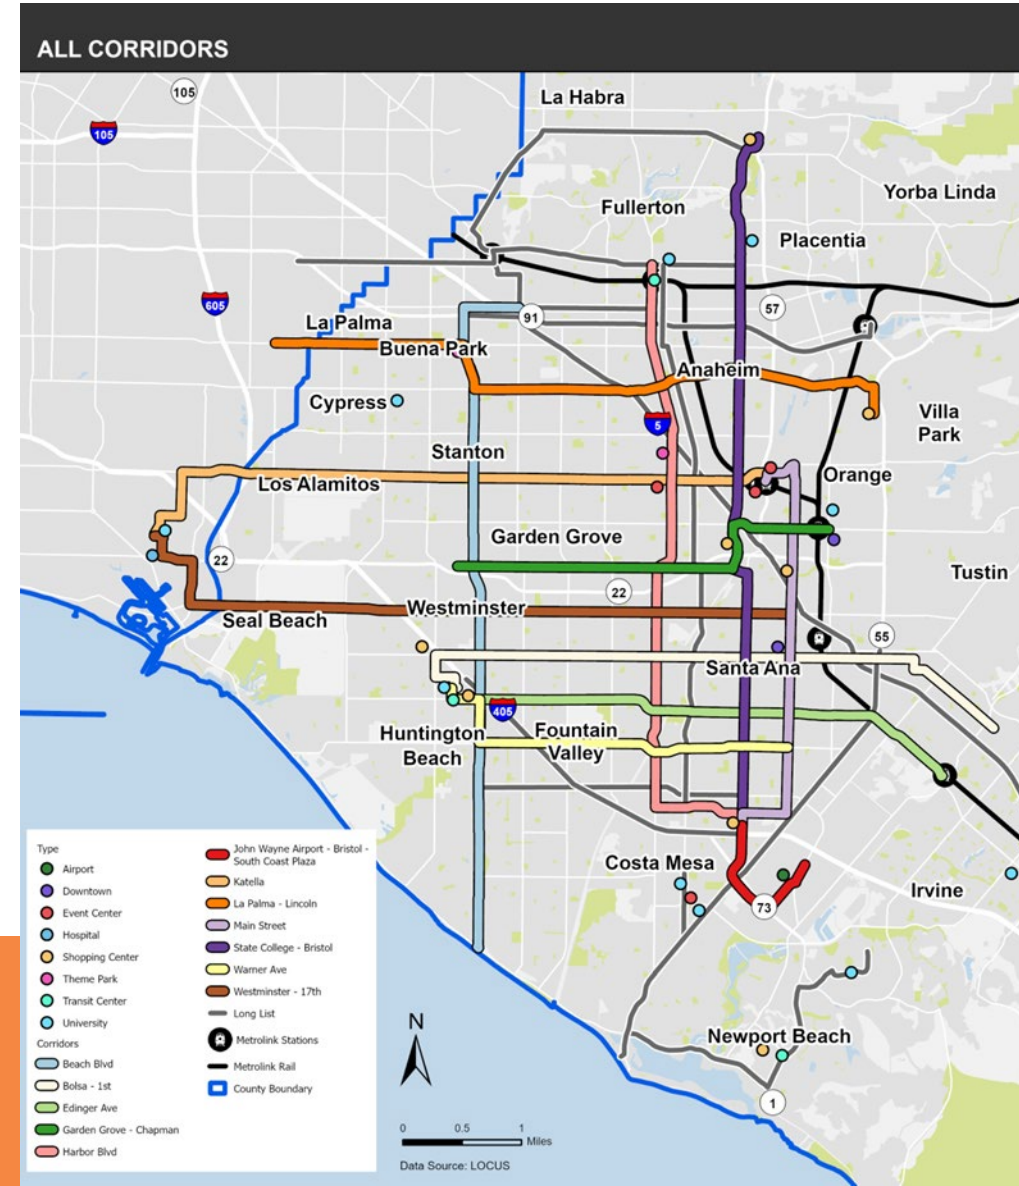 ALL CORRIDORS
105
La Habra
105
Yorba Linda
Fullerton
Placentia
605
57
La Palma
91
Buena Park
Anaheim
Cypress
Villa
Park
5
Stanton
Orange
Los Alamitos
Garden Grove
22
Tustin
22
Westminster
Seal Beach
55
Santa Ana
405
Huntington
Beach
Fountain
Valley
Costa Mesa
Irvine
73
Newport Beach
1
Type
Airport
Downtown
Event Center
Hospital
Shopping Center
Theme Park
Transit Center
University
Corridors
Beach Blvd
Bolsa - 1st
Edinger Ave
Garden Grove - Chapman
Harbor Blvd
John Wayne Airport - Bristol -
South Coast Plaza
Katella
La Palma - Lincoln
Main Street
State College - Bristol
Warner Ave
Westminster - 17th
Long List
Metrolink Stations
Metrolink Rail
County Boundary
N
0 0.5 1
Miles
Data Source: LOCUS